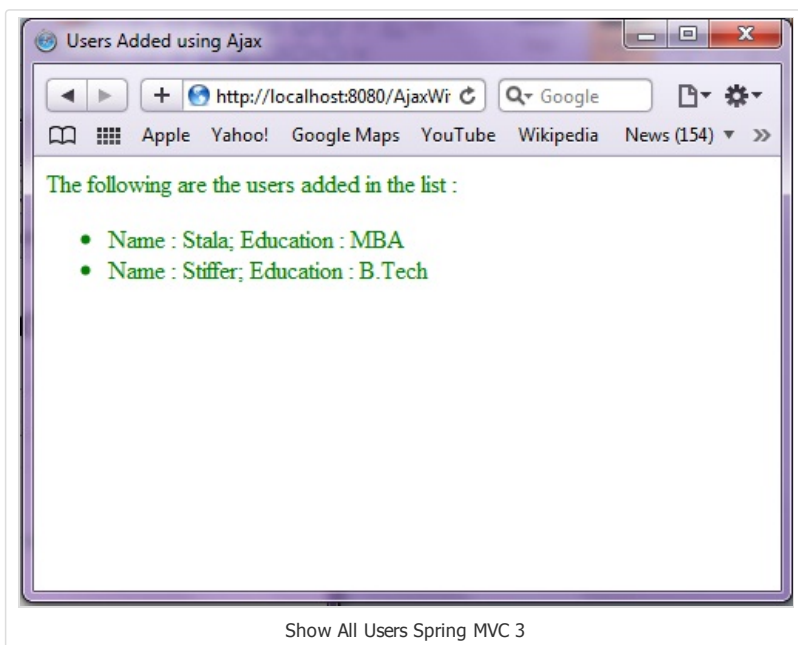 Users Added using Ajax
http://localhost:8080/AjaxWi
Google
Apple Yahoo! Google Maps YouTube Wikipedia News (154)
The following are the users added in the list :
Name : Stala; Education : MBA
Name : Stiffer; Education : B.Tech
Show All Users Spring MVC 3